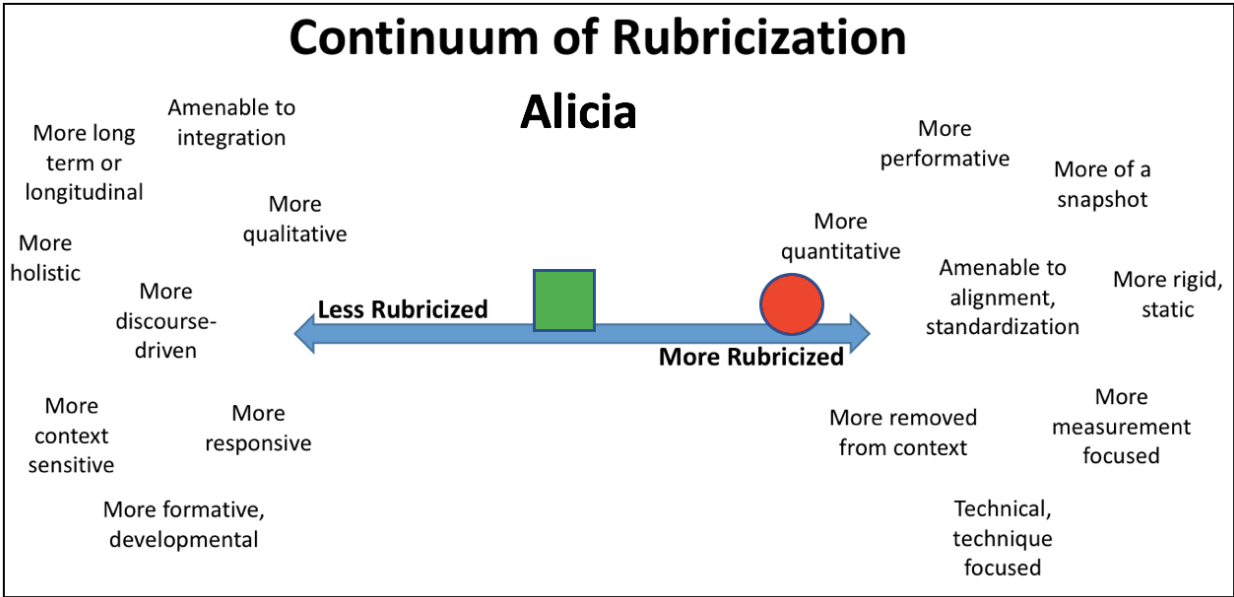 Continuum of Rubricization
Alicia
More long
term or
longitudinal
Amenable to
integration
More
qualitative
More
holistic
More
discourse-
driven
Less Rubricized
More Rubricized
More
context
sensitive
More
responsive
More formative,
developmental
More
performative
More of a
snapshot
More
quantitative
Amenable to
alignment,
standardization
More rigid,
static
More removed
from context
More
measurement
focused
Technical,
technique
focused